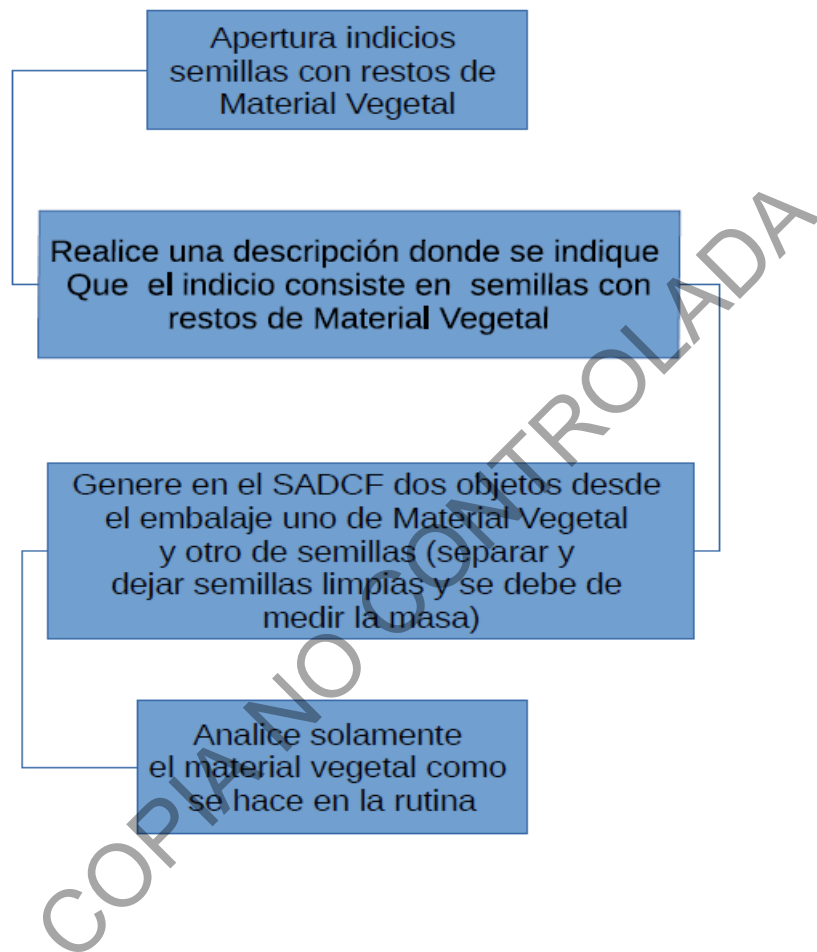 Apertura indicios
semillas con restos de
Material Vegetal
Realice una descripción donde se indique
Que el indicio consiste en semillas con
restos de Material Vegetal
Genere en el SADCF dos objetos desde
el embalaje uno de Material Vegetal
y otro de semillas (separar y
dejar semillas limpias y se debe de
medir la masa)
Analice solamente
el material vegetal como
se hace en la rutina
COPIA NO CONTROLADA